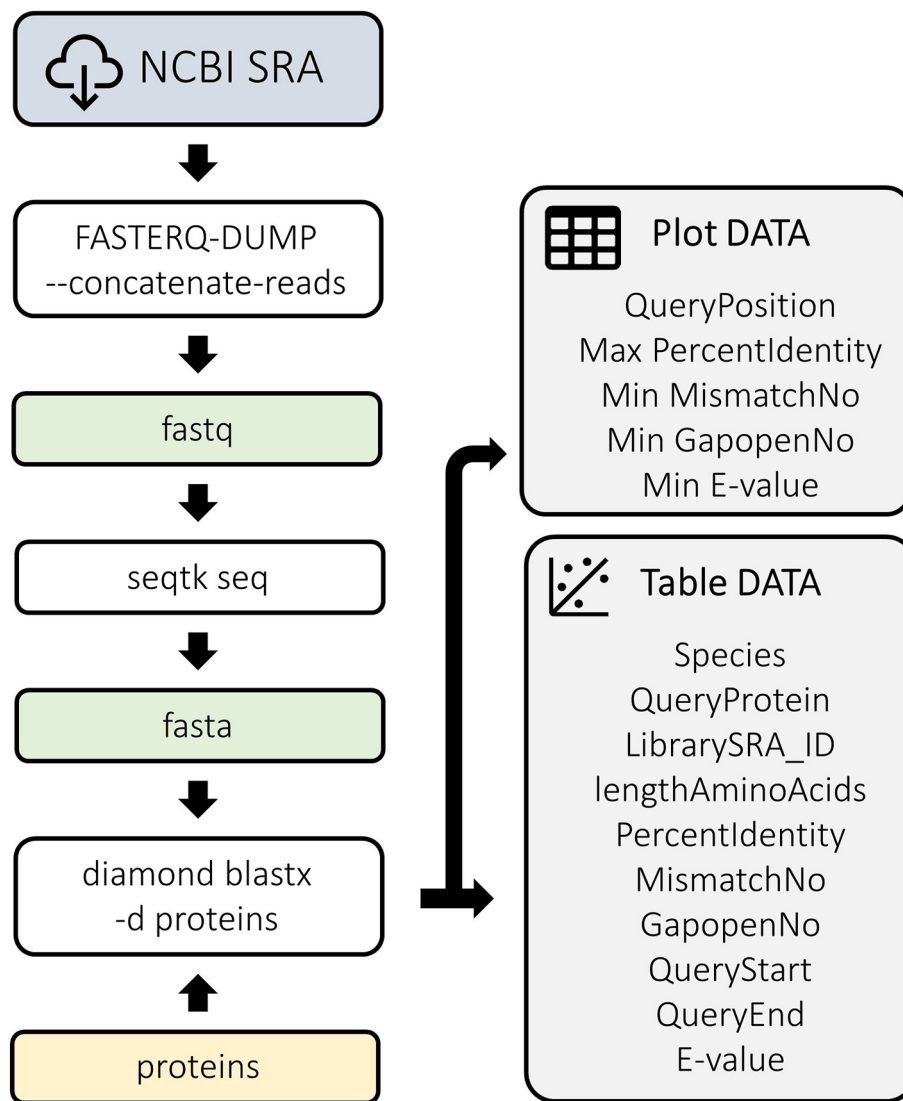 NCBI SRA
FASTERQ-DUMP
--concatenate-reads
fastq
seqtk seq
fasta
diamond blastx
-d proteins
proteins
Plot DATA
QueryPosition
Max PercentIdentity
Min MismatchNo
Min GapopenNo
Min E-value
Table DATA
Species
QueryProtein
LibrarySRA_ID
lengthAminoAcids
PercentIdentity
MismatchNo
GapopenNo
QueryStart
QueryEnd
E-value